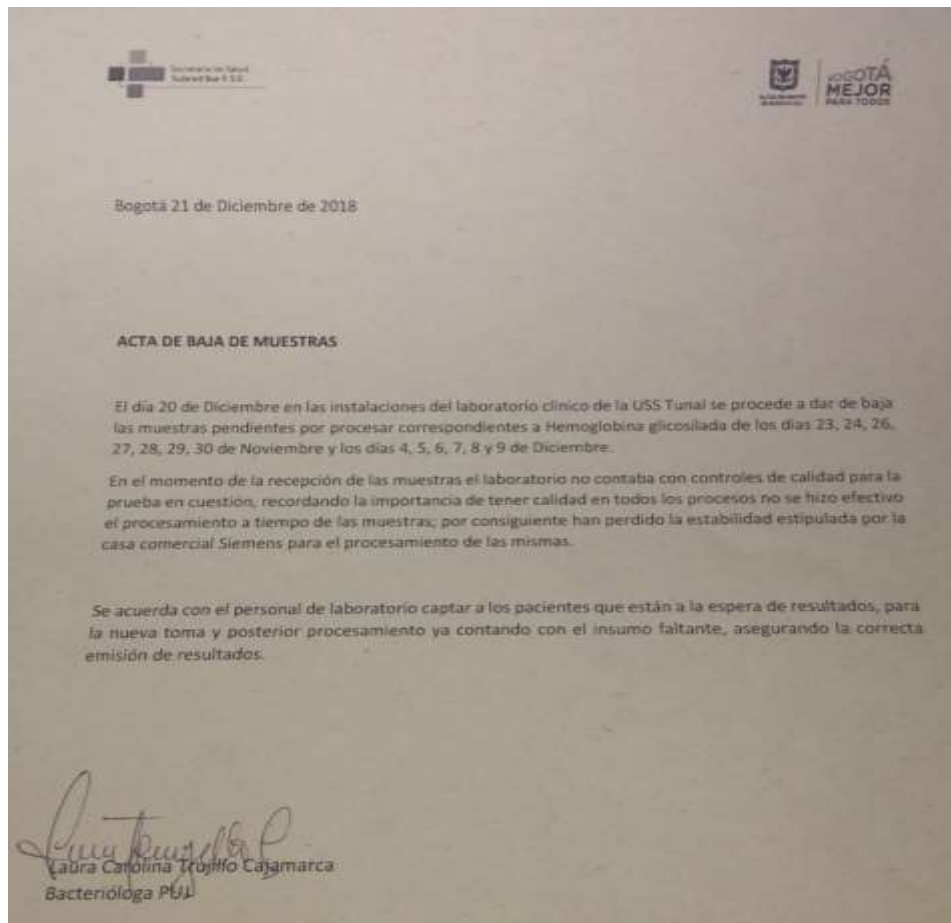 Secretaría de Salud
Subred Sur E.S.E.
BOGOTÁ
MEJOR
PARA TODOS
Bogotá 21 de Diciembre de 2018
ACTA DE BAJA DE MUESTRAS
El día 20 de Diciembre en las instalaciones del laboratorio clínico de la USS Tunal se procede a dar de baja
las muestras pendientes por procesar correspondientes a Hemoglobina glicosilada de los días 23, 24, 26,
27, 28, 29, 30 de Noviembre y los días 4, 5, 6, 7, 8 y 9 de Diciembre.
En el momento de la recepción de las muestras el laboratorio no contaba con controles de calidad para la
prueba en cuestión, recordando la importancia de tener calidad en todos los procesos no se hizo efectivo
el procesamiento a tiempo de las muestras; por consiguiente han perdido la estabilidad estipulada por la
casa comercial Siemens para el procesamiento de las mismas.
Se acuerda con el personal de laboratorio captar a los pacientes que están a la espera de resultados, para
la nueva toma y posterior procesamiento ya contando con el insumo faltante, asegurando la correcta
emisión de resultados.
Laura Carolina Trujillo Cajamarca
Bacterióloga PUJ